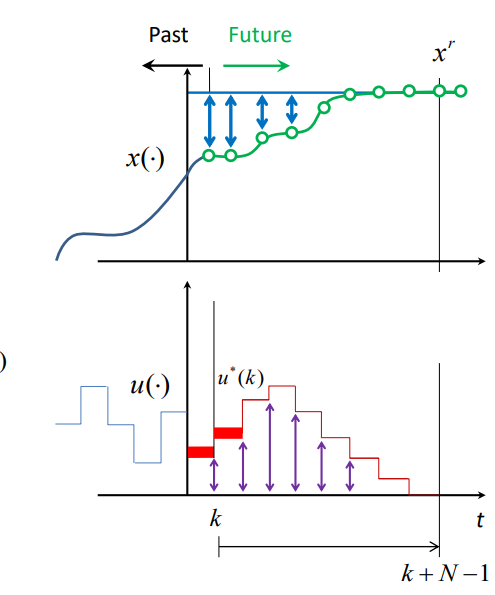 Past Future
x^r
x(·)
)
u(·) u^*(k)
k
t
k + N − 1